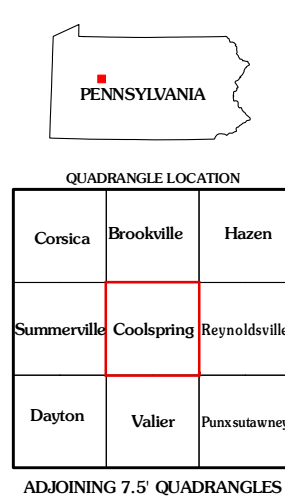 PENNSYLVANIA
QUADRANGLE LOCATION
Corsica Brookville Hazen
Summerville Coolspring Reynoldsville
Dayton Valier Punxsutawney
ADJOINING 7.5' QUADRANGLES